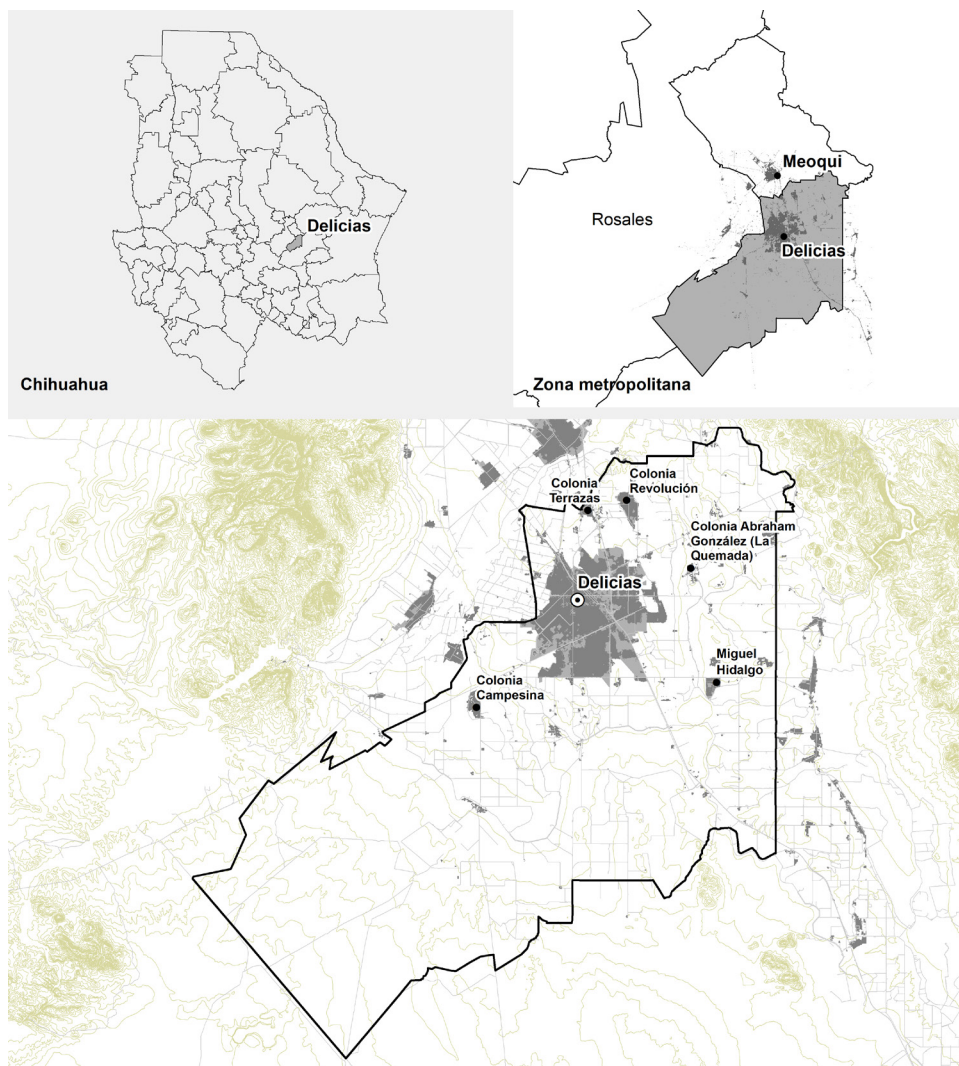 Delicias
Chihuahua
Meoqui
Rosales
Delicias
Zona metropolitana
Colonia
Revolución
Colonia
Terrazas
Colonia Abraham
González (La
Quemada)
Delicias
Miguel
Hidalgo
Colonia
Campesina